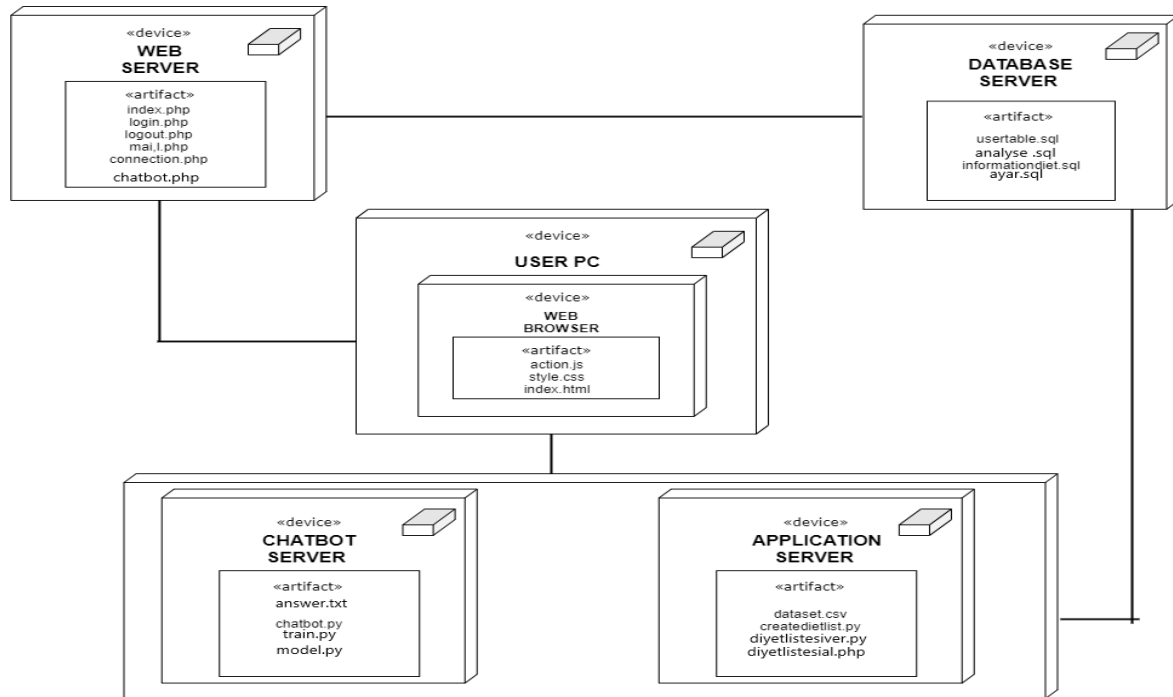 «device»
WEB
SERVER
«artifact»
index.php
login.php
logout.php
mai,l.php
connection.php
chatbot.php
«device»
DATABASE
SERVER
«artifact»
usertable.sql
analyse .sql
informationdiet.sql
ayar.sql
«device»
USER PC
«device»
WEB
BROWSER
«artifact»
action.js
style.css
index.html
«device»
CHATBOT
SERVER
«artifact»
answer.txt
chatbot.py
train.py
model.py
«device»
APPLICATION
SERVER
«artifact»
dataset.csv
createdietlist.py
diyetlistesiver.py
diyetlistesial.php